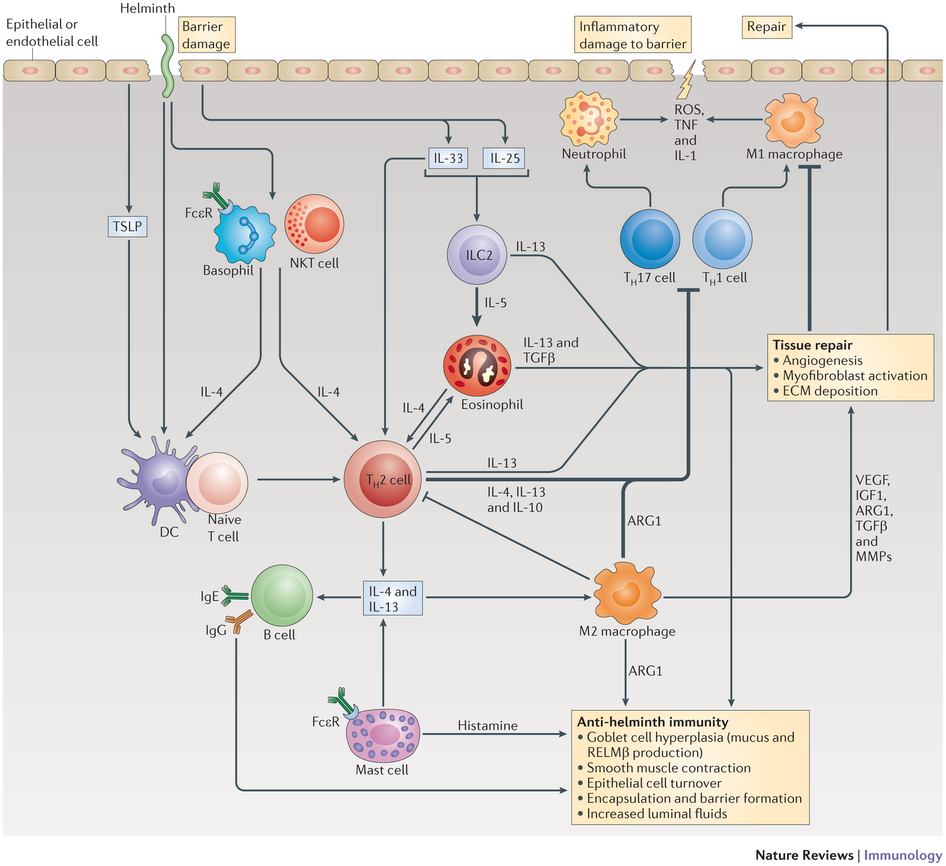 Helminth
Epithelial or
endothelial cell
Barrier
damage
Inflammatory
damage to barrier
Repair
ROS,
TNF
and
IL-1
Neutrophil
M1 macrophage
IL-33
IL-25
FcεR
TSLP
Basophil
NKT cell
ILC2
IL-13
TH17 cell
TH1 cell
IL-5
IL-13 and
TGFβ
Tissue repair
• Angiogenesis
• Myofibroblast activation
• ECM deposition
Eosinophil
IL-4
IL-4
IL-4
IL-5
TH2 cell
IL-13
IL-4, IL-13
and IL-10
DC
Naive
T cell
ARG1
VEGF,
IGF1,
ARG1,
TGFβ
and
MMPs
IgE
IgG
B cell
IL-4 and
IL-13
M2 macrophage
ARG1
FcεR
Mast cell
Histamine
Anti-helminth immunity
• Goblet cell hyperplasia (mucus and
RELMβ production)
• Smooth muscle contraction
• Epithelial cell turnover
• Encapsulation and barrier formation
• Increased luminal fluids
Nature Reviews | Immunology